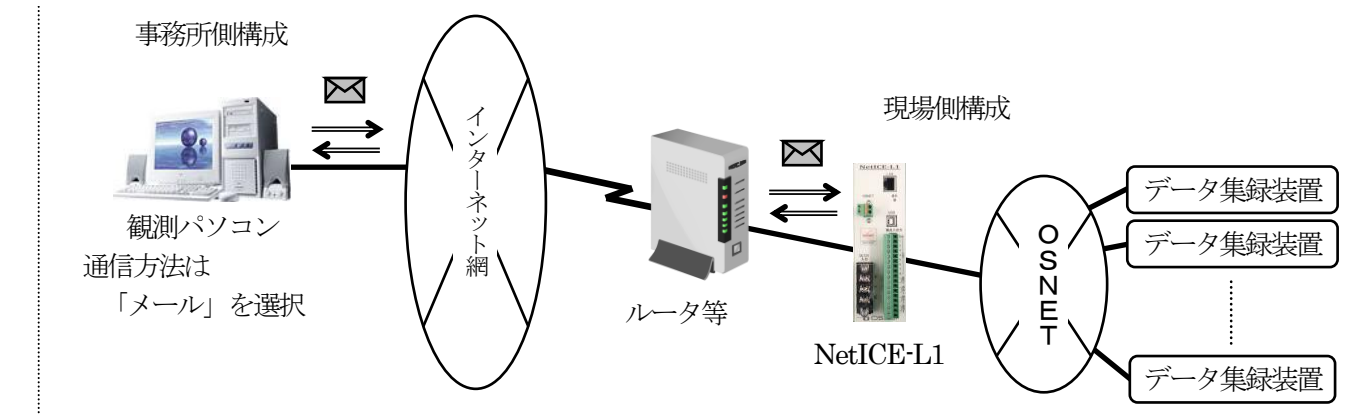 事務所側構成
観測パソコン
通信方法は
「メール」を選択
インターネット網
ルータ等
現場側構成
NetICE-L1
NetICE-L1
OSNET
データ集録装置
データ集録装置
データ集録装置